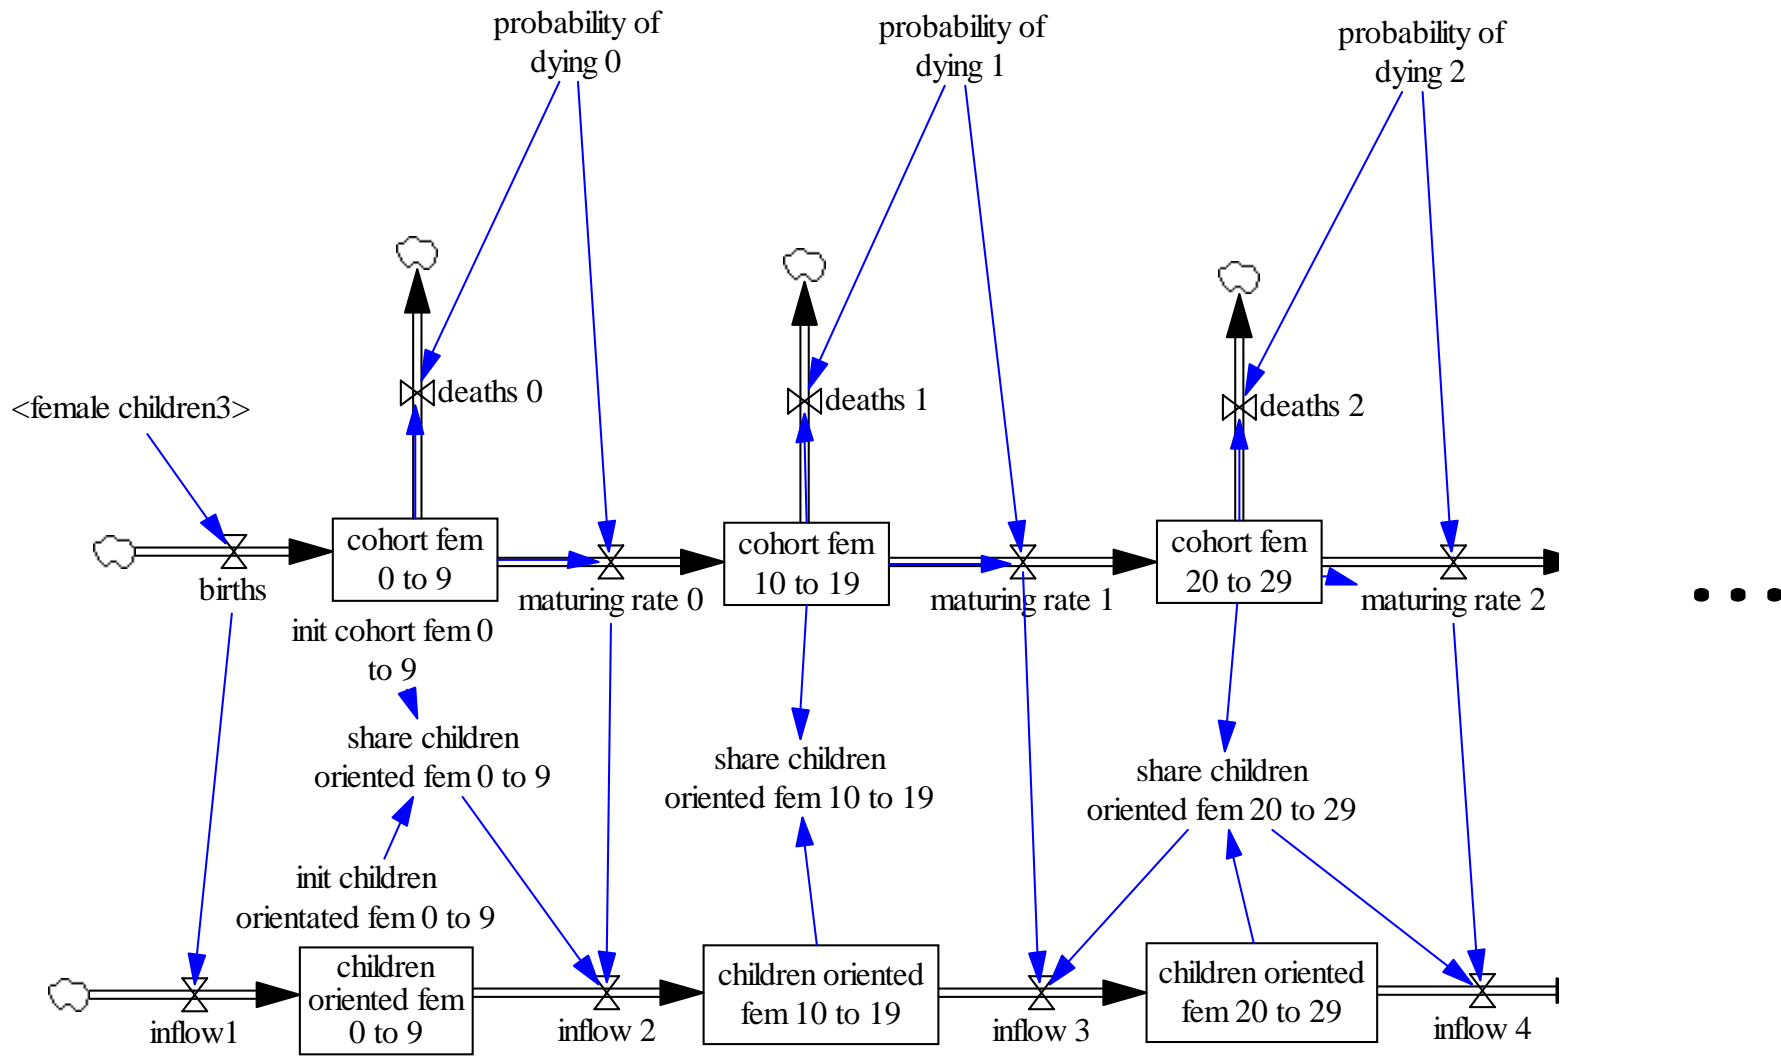 probability of
dying 0
probability of
dying 1
probability of
dying 2
deaths 0
deaths 1
deaths 2
<female children3>
births
cohort fem
0 to 9
maturing rate 0
cohort fem
10 to 19
maturing rate 1
cohort fem
20 to 29
maturing rate 2
init cohort fem 0
to 9
share children
oriented fem 0 to 9
share children
oriented fem 10 to 19
share children
oriented fem 20 to 29
init children
orientated fem 0 to 9
inflow1
children
oriented fem
0 to 9
inflow 2
children oriented
fem 10 to 19
inflow 3
children oriented
fem 20 to 29
inflow 4
• • •